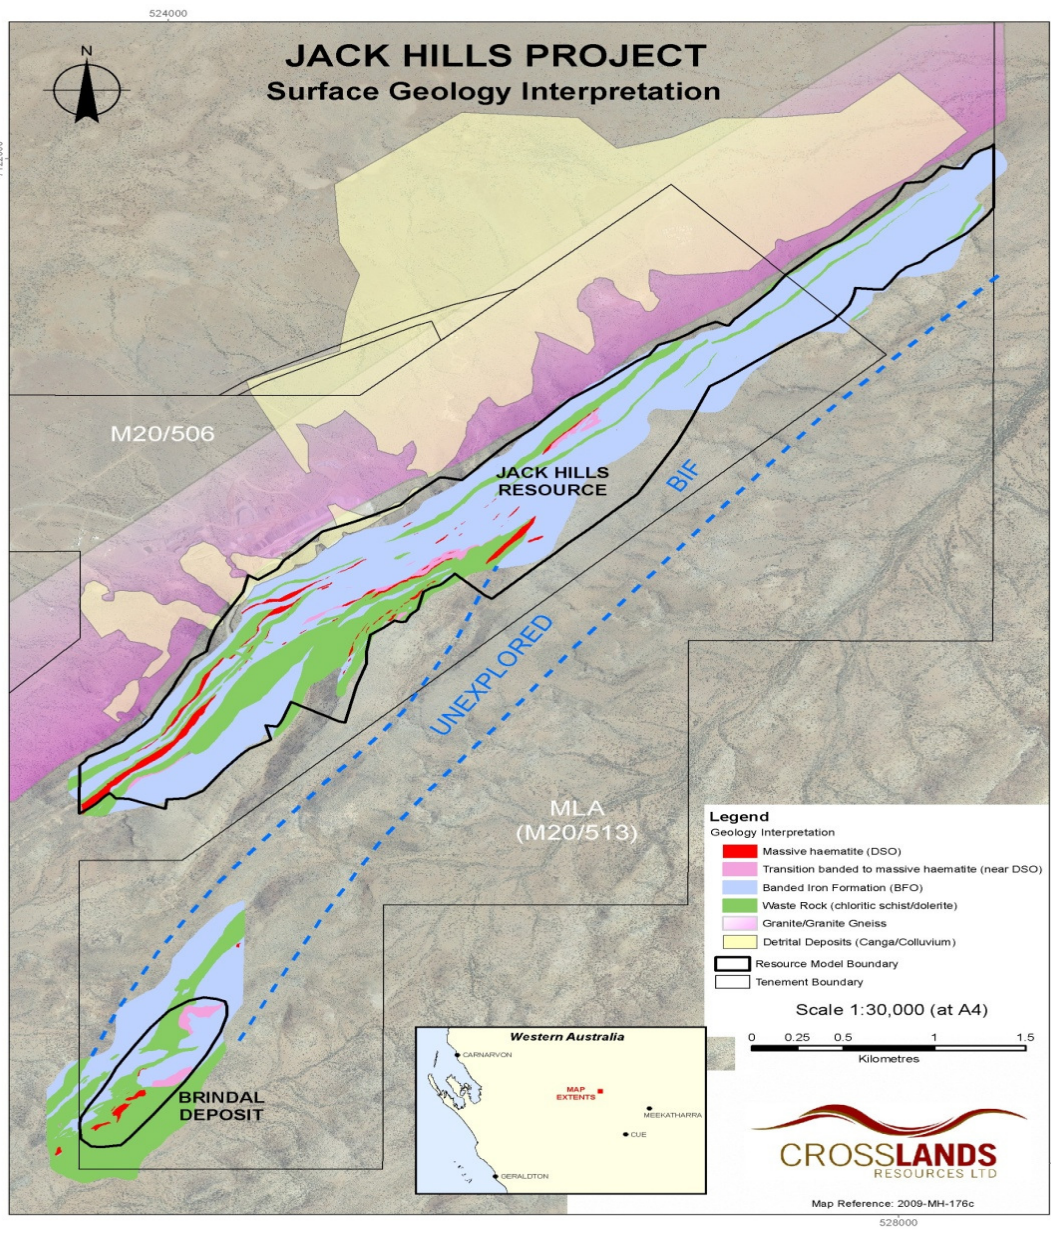 524000
JACK HILLS PROJECT
Surface Geology Interpretation
N
M20/506
JACK HILLS
RESOURCE
BIF
UNEXPLORED
MLA
(M20/513)
BRINDAL
DEPOSIT
Legend
Geology Interpretation
Massive haematite (DSO)
Transition banded to massive haematite (near DSO)
Banded Iron Formation (BFO)
Waste Rock (chloritic schist/dolerite)
Granite/Granite Gneiss
Detrital Deposits (Canga/Colluvium)
Resource Model Boundary
Tenement Boundary
Scale 1:30,000 (at A4)
0 0.25 0.5 1 1.5
Kilometres
Western Australia
CARNARVON
MAP
EXTENTS
MEEKATHARRA
CUE
GERALDTON
CROSSLANDS
RESOURCES LTD
Map Reference: 2009-MH-176c
528000